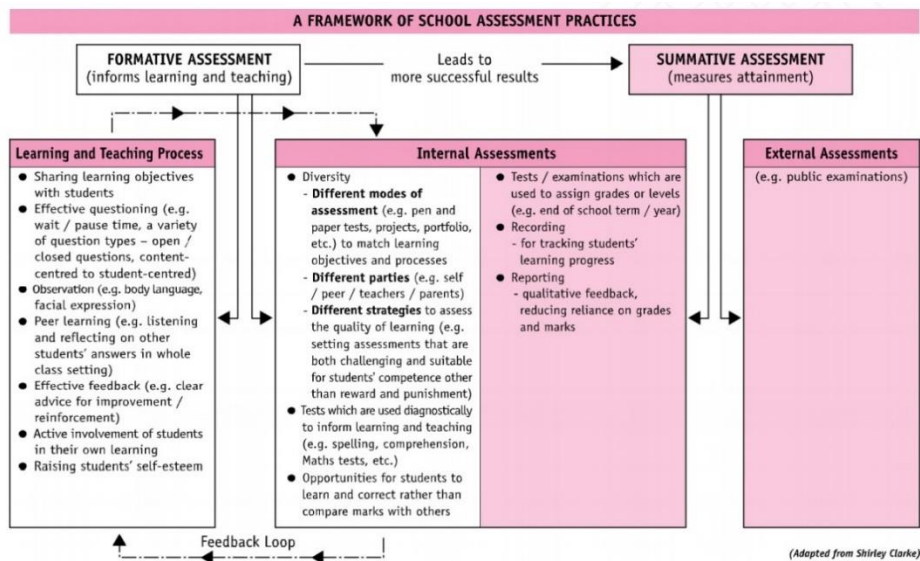 A FRAMEWORK OF SCHOOL ASSESSMENT PRACTICES
FORMATIVE ASSESSMENT
(informs learning and teaching)
Leads to
more successful results
SUMMATIVE ASSESSMENT
(measures attainment)
Learning and Teaching Process
● Sharing learning objectives
with students
● Effective questioning (e.g.
wait / pause time, a variety
of question types – open /
closed questions, content-
centred to student-centred)
● Observation (e.g. body language,
facial expression)
● Peer learning (e.g. listening
and reflecting on other
students' answers in whole
class setting)
● Effective feedback (e.g. clear
advice for improvement /
reinforcement)
● Active involvement of students
in their own learning
● Raising students' self-esteem
Internal Assessments
● Diversity
- Different modes of
assessment (e.g. pen and
paper tests, projects, portfolio,
etc.) to match learning
objectives and processes
- Different parties (e.g. self
/ peer / teachers / parents)
- Different strategies to assess
the quality of learning (e.g.
setting assessments that are
both challenging and suitable
for students' competence other
than reward and punishment)
● Tests which are used diagnostically
to inform learning and teaching
(e.g. spelling, comprehension,
Maths tests, etc.)
● Opportunities for students to
learn and correct rather than
compare marks with others
● Tests / examinations which are
used to assign grades or levels
(e.g. end of school term / year)
● Recording
- for tracking students'
learning progress
● Reporting
- qualitative feedback,
reducing reliance on grades
and marks
External Assessments
(e.g. public examinations)
Feedback Loop
(Adapted from Shirley Clarke)